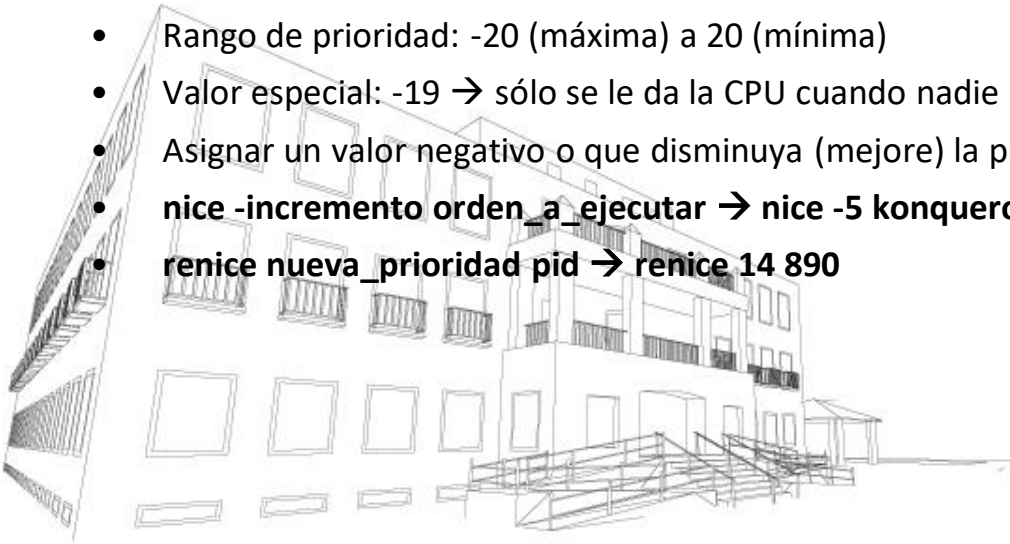 • Rango de prioridad: -20 (máxima) a 20 (mínima)
• Valor especial: -19 → sólo se le da la CPU cuando nadie
• Asignar un valor negativo o que disminuya (mejore) la
• nice -incremento orden_a_ejecutar → nice -5
• renice nueva_prioridad pid → renice 14 890